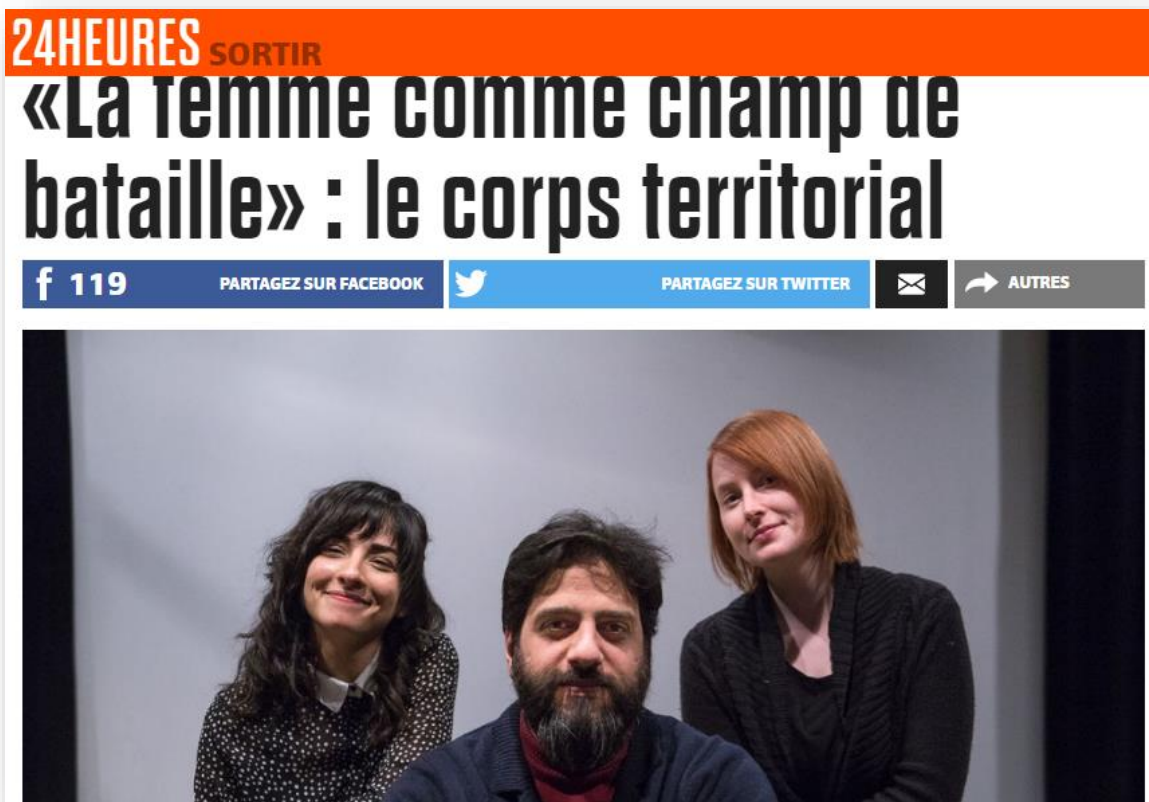 24HEURES SORTIR
«La femme comme champ de
bataille» : le corps territorial
f 119 PARTAGEZ SUR FACEBOOK PARTAGEZ SUR TWITTER AUTRES